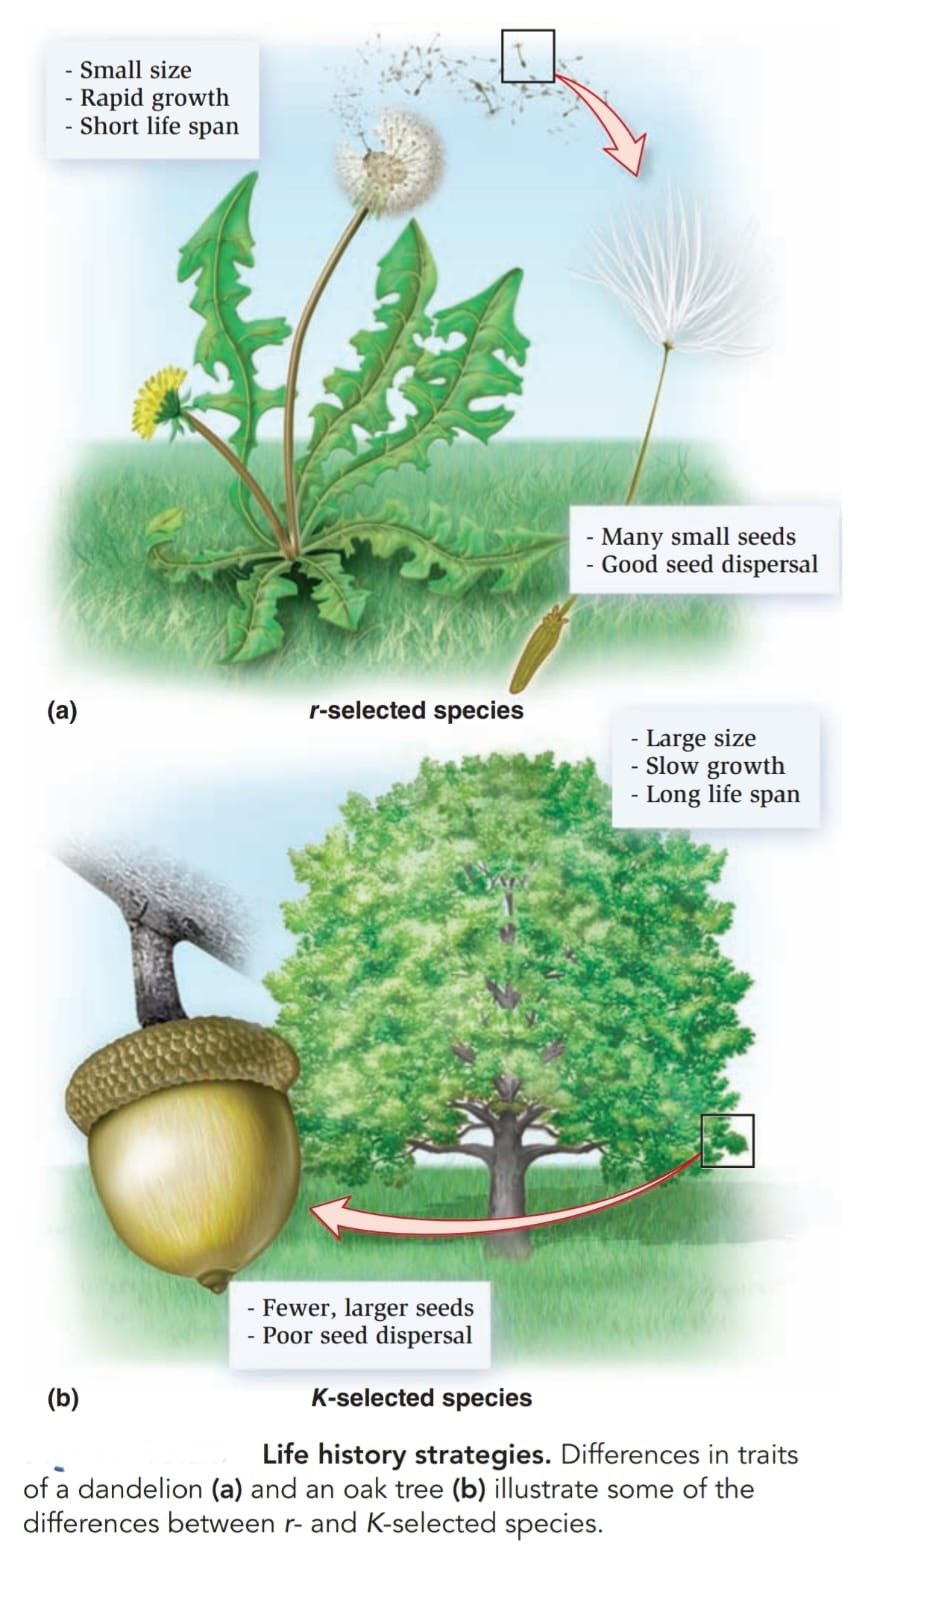 - Small size
- Rapid growth
- Short life span
- Many small seeds
- Good seed dispersal
(a)
r-selected species
- Large size
- Slow growth
- Long life span
- Fewer, larger seeds
- Poor seed dispersal
(b)
K-selected species
Life history strategies. Differences in traits
of a dandelion (a) and an oak tree (b) illustrate some of the
differences between r- and K-selected species.